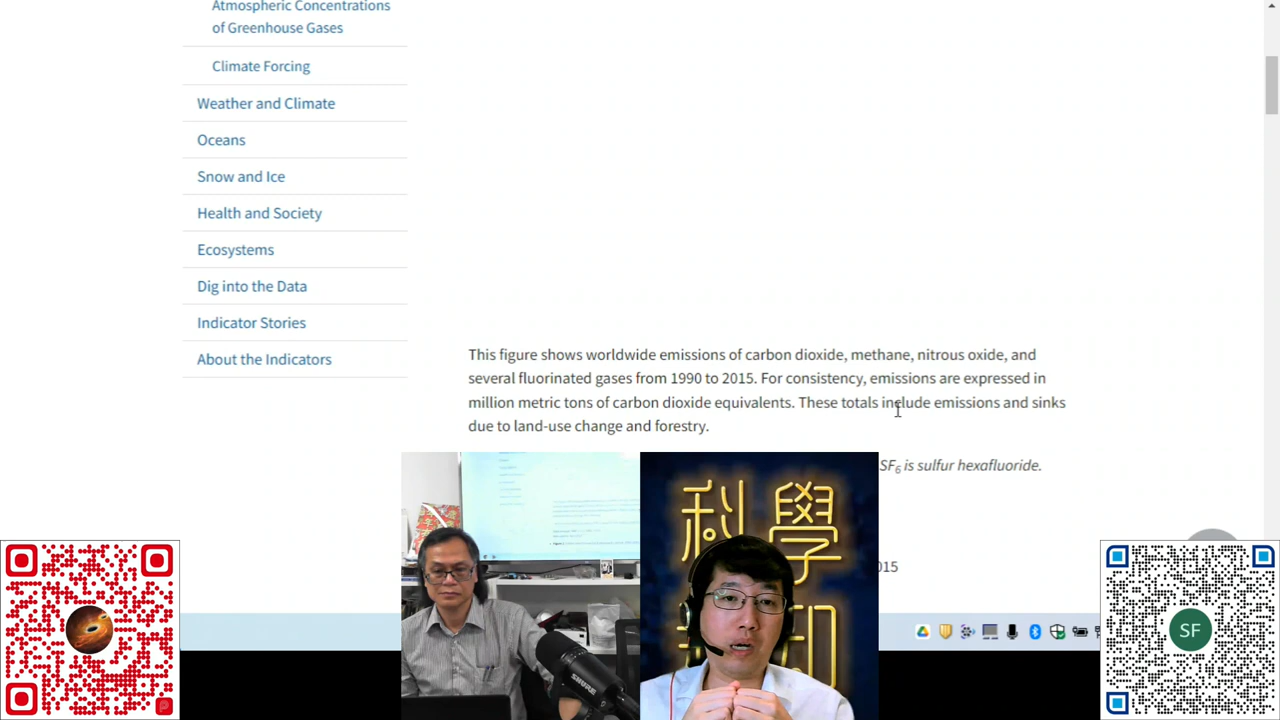 Atmospheric Concentrations
of Greenhouse Gases
Climate Forcing
Weather and Climate
Oceans
Snow and Ice
Health and Society
Ecosystems
Dig into the Data
Indicator Stories
About the Indicators
This figure shows worldwide emissions of carbon dioxide, methane, nitrous oxide, and
several fluorinated gases from 1990 to 2015. For consistency, emissions are expressed in
million metric tons of carbon dioxide equivalents. These totals include emissions and sinks
due to land-use change and forestry.
SF6 is sulfur hexafluoride.
2015
科學
SHURE
SF